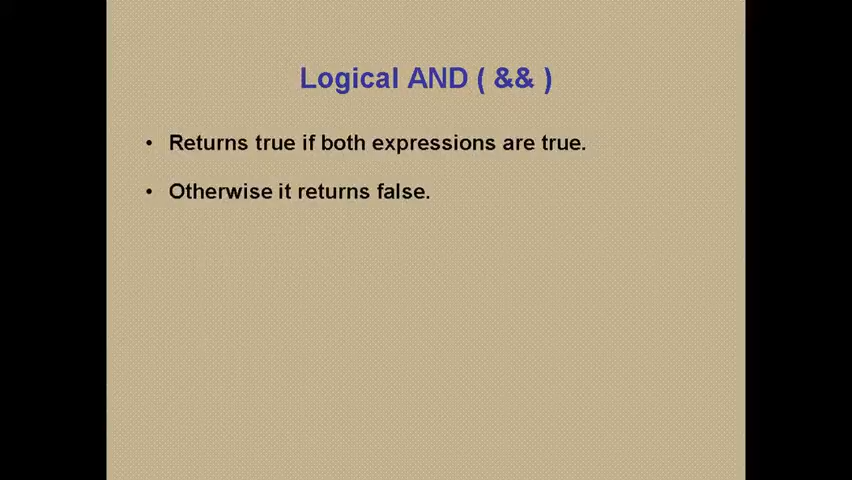 Logical AND ( && )
• Returns true if both expressions are true.
• Otherwise it returns false.